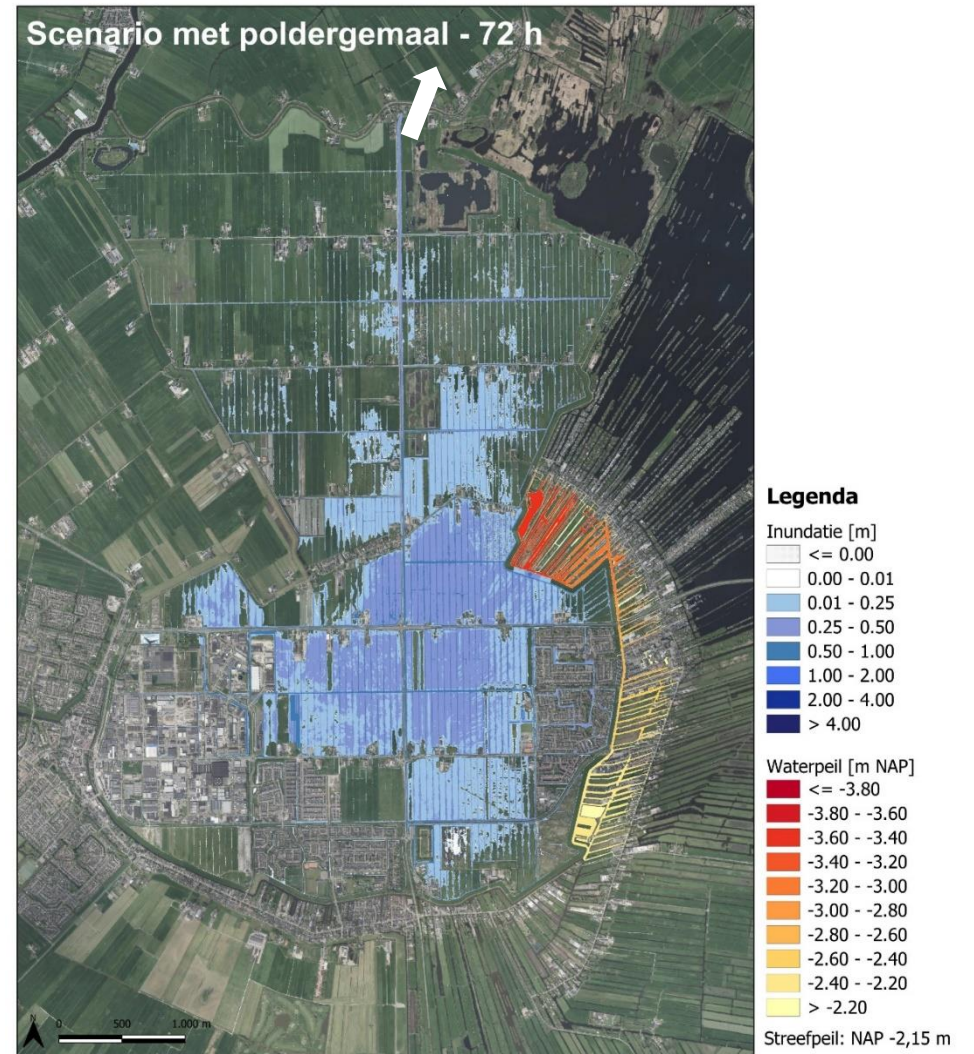 Scenario met poldergemaal - 72 h
Legenda
Inundatie [m]
<= 0.00
0.00 - 0.01
0.01 - 0.25
0.25 - 0.50
0.50 - 1.00
1.00 - 2.00
2.00 - 4.00
> 4.00
Waterpeil [m NAP]
<= -3.80
-3.80 - -3.60
-3.60 - -3.40
-3.40 - -3.20
-3.20 - -3.00
-3.00 - -2.80
-2.80 - -2.60
-2.60 - -2.40
-2.40 - -2.20
> -2.20
Streefpeil: NAP -2,15 m
N
0 500 1.000 m